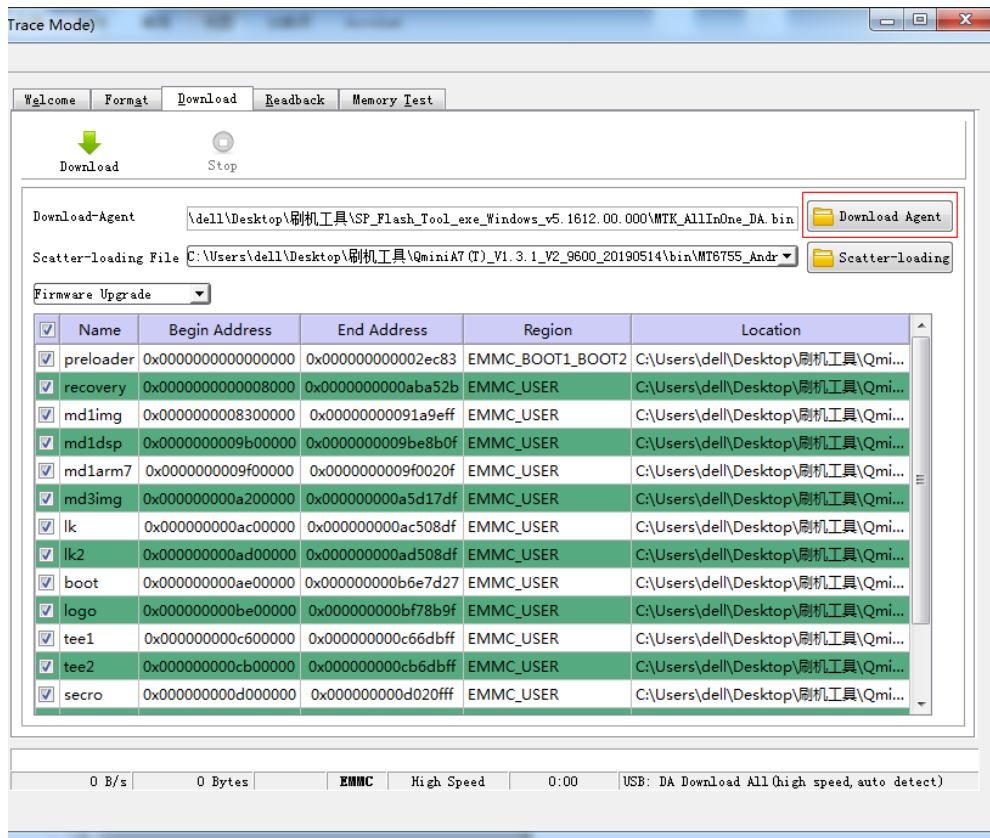 Trace Mode)
Welcome Format Download Readback Memory Test
Download Stop
Download-Agent \dell\Desktop\刷机工具\SP_Flash_Tool_exe_Windows_v5.1612.00.000\MTK_AllInOne_DA.bin Download Agent
Scatter-loading File C:\Users\dell\Desktop\刷机工具\QminiA7(T)_V1.3.1_V2_9600_20190514\bin\MT6755_Andr Scatter-loading
Firmware Upgrade
Name Begin Address End Address Region Location
preloader 0x0000000000000000 0x000000000002ec83 EMMC_BOOT1_BOOT2 C:\Users\dell\Desktop\刷机工具\Qmi...
recovery 0x0000000000008000 0x0000000000aba52b EMMC_USER C:\Users\dell\Desktop\刷机工具\Qmi...
md1img 0x0000000008300000 0x00000000091a9eff EMMC_USER C:\Users\dell\Desktop\刷机工具\Qmi...
md1dsp 0x0000000009b00000 0x0000000009be8b0f EMMC_USER C:\Users\dell\Desktop\刷机工具\Qmi...
md1arm7 0x0000000009f00000 0x0000000009f0020f EMMC_USER C:\Users\dell\Desktop\刷机工具\Qmi...
md3img 0x000000000a200000 0x000000000a5d17df EMMC_USER C:\Users\dell\Desktop\刷机工具\Qmi...
lk 0x000000000ac00000 0x000000000ac508df EMMC_USER C:\Users\dell\Desktop\刷机工具\Qmi...
lk2 0x000000000ad00000 0x000000000ad508df EMMC_USER C:\Users\dell\Desktop\刷机工具\Qmi...
boot 0x000000000ae00000 0x000000000b6e7d27 EMMC_USER C:\Users\dell\Desktop\刷机工具\Qmi...
logo 0x000000000be00000 0x000000000bf78b9f EMMC_USER C:\Users\dell\Desktop\刷机工具\Qmi...
tee1 0x000000000c600000 0x000000000c66dbff EMMC_USER C:\Users\dell\Desktop\刷机工具\Qmi...
tee2 0x000000000cb00000 0x000000000cb6dbff EMMC_USER C:\Users\dell\Desktop\刷机工具\Qmi...
secro 0x000000000d000000 0x000000000d020fff EMMC_USER C:\Users\dell\Desktop\刷机工具\Qmi...
0 B/s 0 Bytes EMMC High Speed 0:00 USB: DA Download All(high speed,auto detect)